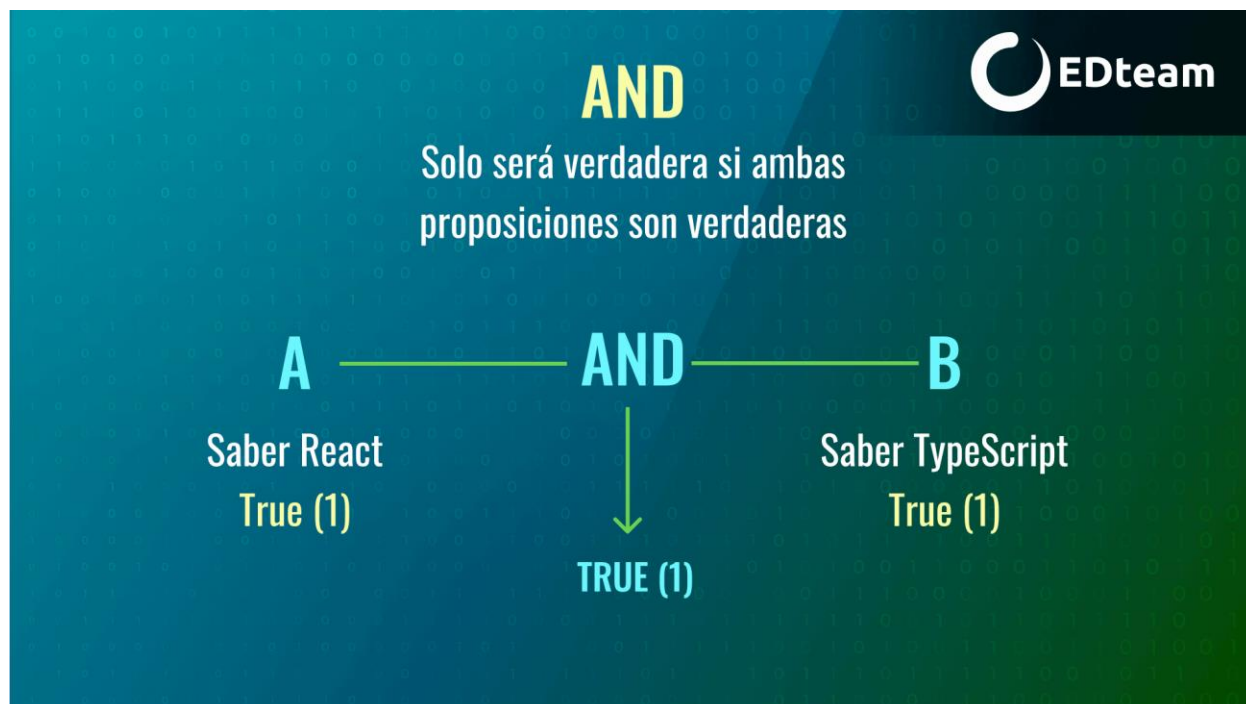 EDteam
AND
Solo será verdadera si ambas
proposiciones son verdaderas
A AND B
Saber React Saber TypeScript
True (1) True (1)
TRUE (1)